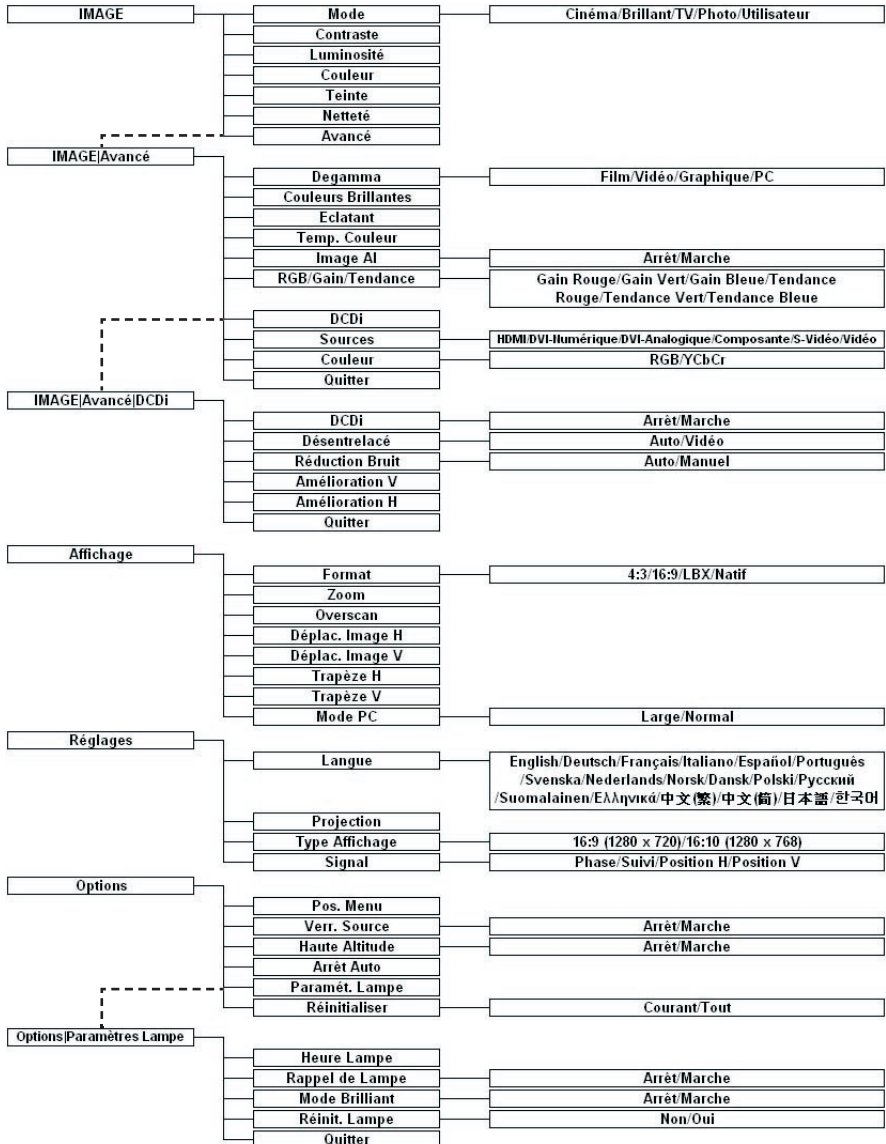 IMAGE
Mode
Cinéma/Brillant/TV/Photo/Utilisateur
Contraste
Luminosité
Couleur
Teinte
Netteté
Avancé
IMAGE|Avancé
Degamma
Film/Vidéo/Graphique/PC
Couleurs Brillantes
Eclatant
Temp. Couleur
Image AI
Arrêt/Marche
RGB/Gain/Tendance
Gain Rouge/Gain Vert/Gain Bleue/Tendance
Rouge/Tendance Vert/Tendance Bleue
DCDi
Sources
HDMI/DVI-Numérique/DVI-Analogique/Composante/S-Vidéo/Vidéo
Couleur
RGB/YCbCr
Quitter
IMAGE|Avancé|DCDi
DCDi
Arrêt/Marche
Désentrelacé
Auto/Vidéo
Réduction Bruit
Auto/Manuel
Amélioration V
Amélioration H
Quitter
Affichage
Format
4:3/16:9/LBX/Natif
Zoom
Overscan
Déplac. Image H
Déplac. Image V
Trapèze H
Trapèze V
Mode PC
Large/Normal
Réglages
Langue
English/Deutsch/Français/Italiano/Español/Português
/Svenska/Nederlands/Norsk/Dansk/Polski/Русский
/Suomalainen/Ελληνικά/中文(繁)/中文(简)/日本語/한국어
Projection
Type Affichage
16:9 (1280 x 720)/16:10 (1280 x 768)
Signal
Phase/Suivi/Position H/Position V
Options
Pos. Menu
Verr. Source
Arrêt/Marche
Haute Altitude
Arrêt/Marche
Arrêt Auto
Paramét. Lampe
Réinitialiser
Courant/Tout
Options|Paramètres Lampe
Heure Lampe
Rappel de Lampe
Arrêt/Marche
Mode Brilliant
Arrêt/Marche
Réinit. Lampe
Non/Oui
Quitter